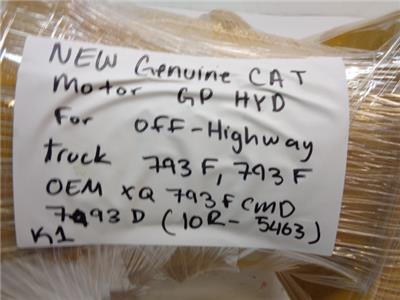 NEW Genuine CAT
Motor GP HYD
For OFF-Highway
truck 793 F, 793 F
OEM XQ 793 F CMD
793 D (10R-5463)
K1